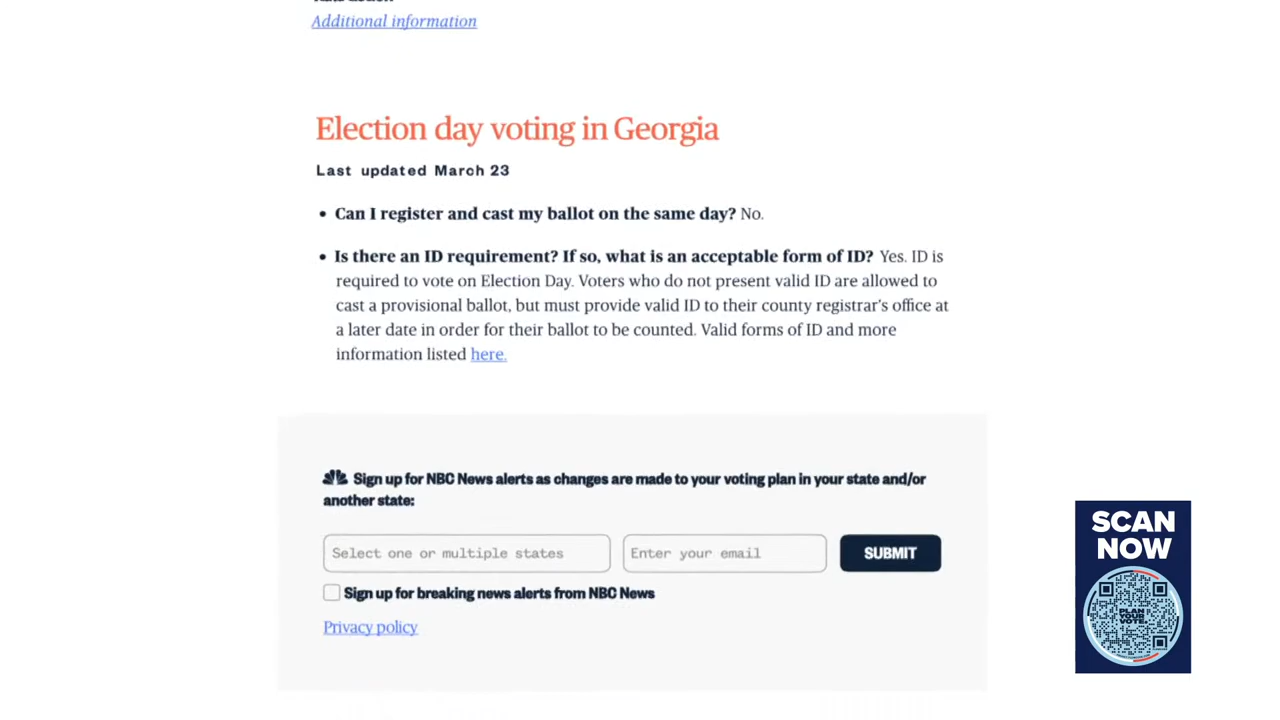 Additional information
Election day voting in Georgia
Last updated March 23
• Can I register and cast my ballot on the same day? No.
• Is there an ID requirement? If so, what is an acceptable form of ID? Yes. ID is
required to vote on Election Day. Voters who do not present valid ID are allowed to
cast a provisional ballot, but must provide valid ID to their county registrar's office at
a later date in order for their ballot to be counted. Valid forms of ID and more
information listed here.
Sign up for NBC News alerts as changes are made to your voting plan in your state and/or
another state:
Select one or multiple states
Enter your email
SUBMIT
Sign up for breaking news alerts from NBC News
Privacy policy
SCAN
NOW
PLAN
YOUR
VOTE.